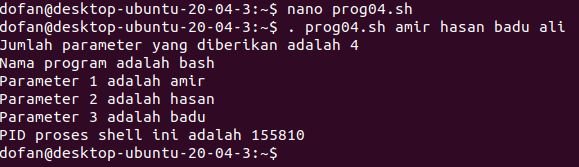 dofan@desktop-ubuntu-20-04-3:~$ nano prog04.sh
dofan@desktop-ubuntu-20-04-3:~$ . prog04.sh amir hasan badu ali
Jumlah parameter yang diberikan adalah 4
Nama program adalah bash
Parameter 1 adalah amir
Parameter 2 adalah hasan
Parameter 3 adalah badu
PID proses shell ini adalah 155810
dofan@desktop-ubuntu-20-04-3:~$